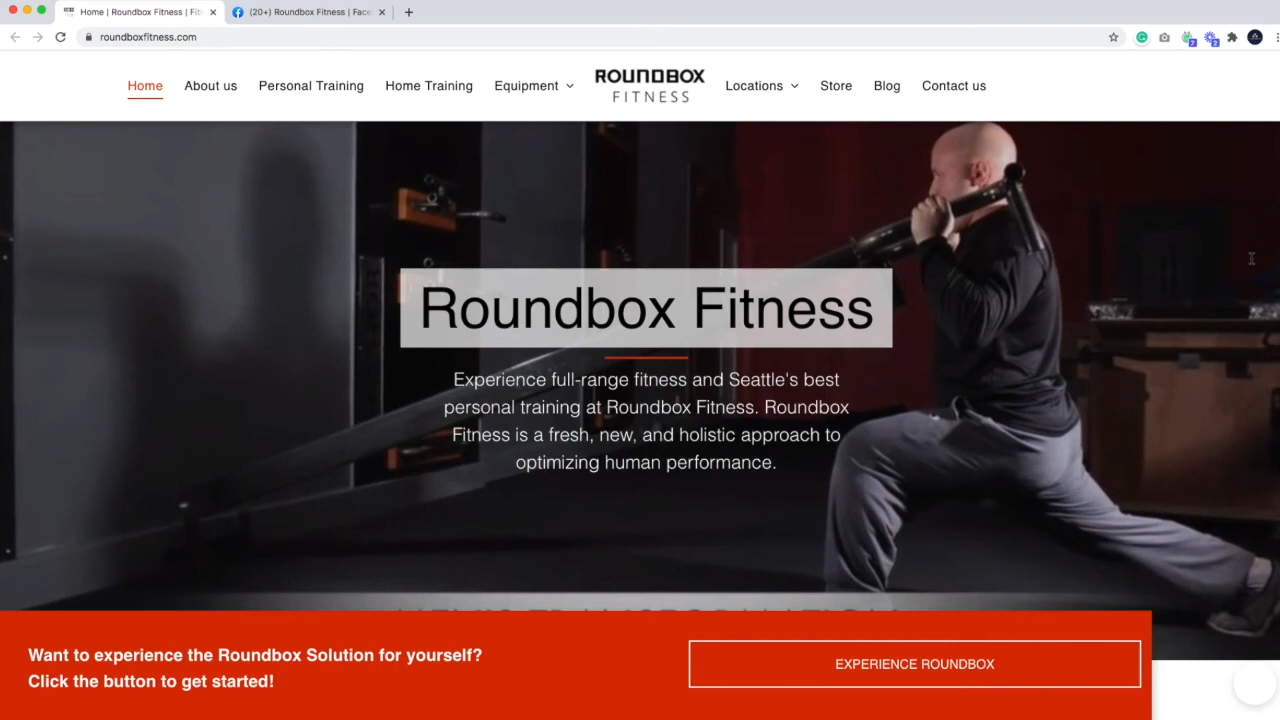 Home | Roundbox Fitness | Fit
(20+) Roundbox Fitness | Face
roundboxfitness.com
7
2
Home
About us
Personal Training
Home Training
Equipment
ROUNDBOX
FITNESS
Locations
Store
Blog
Contact us
Roundbox Fitness
Experience full-range fitness and Seattle's best
personal training at Roundbox Fitness. Roundbox
Fitness is a fresh, new, and holistic approach to
optimizing human performance.
Want to experience the Roundbox Solution for yourself?
Click the button to get started!
EXPERIENCE ROUNDBOX